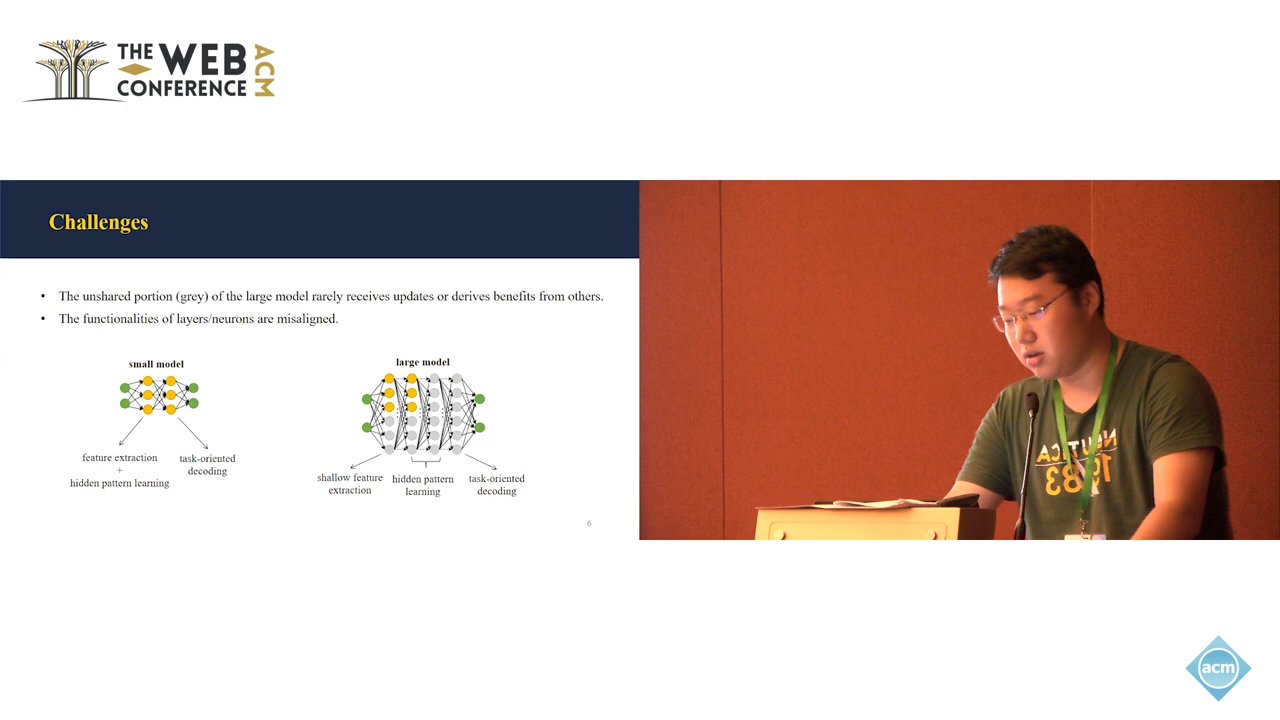 THE WEB
CONFERENCE
ACM
Challenges
• The unshared portion (grey) of the large model rarely receives updates or derives benefits from others.
• The functionalities of layers/neurons are misaligned.
small model
large model
feature extraction
+
hidden pattern learning
task-oriented
decoding
shallow feature
extraction
hidden pattern
learning
task-oriented
decoding
6
NAUTICA
1983
acm